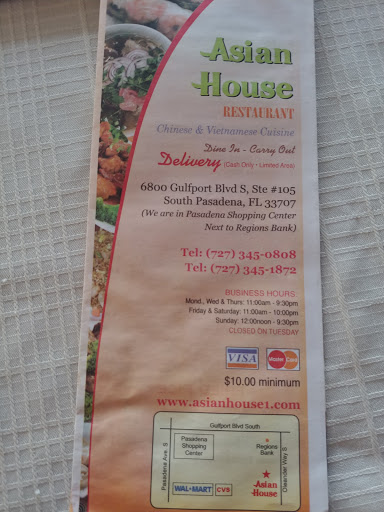 Asian
House
RESTAURANT
Chinese & Vietnamese Cuisine
Dine In - Carry Out
Delivery (Cash Only • Limited Area)
6800 Gulfport Blvd S, Ste #105
South Pasadena, FL 33707
(We are in Pasadena Shopping Center
Next to Regions Bank)
Tel: (727) 345-0808
Tel: (727) 345-1872
BUSINESS HOURS:
Mond., Wed & Thurs: 11:00am - 9:30pm
Friday & Saturday: 11:00am - 10:00pm
Sunday: 12:00noon - 9:30pm
CLOSED ON TUESDAY
VISA MasterCard
$10.00 minimum
www.asianhouse1.com
Gulfport Blvd South
Pasadena Ave. S
Pasadena
Shopping
Center
Regions
Bank
Oleander Way S
WAL★MART CVS
Asian
House